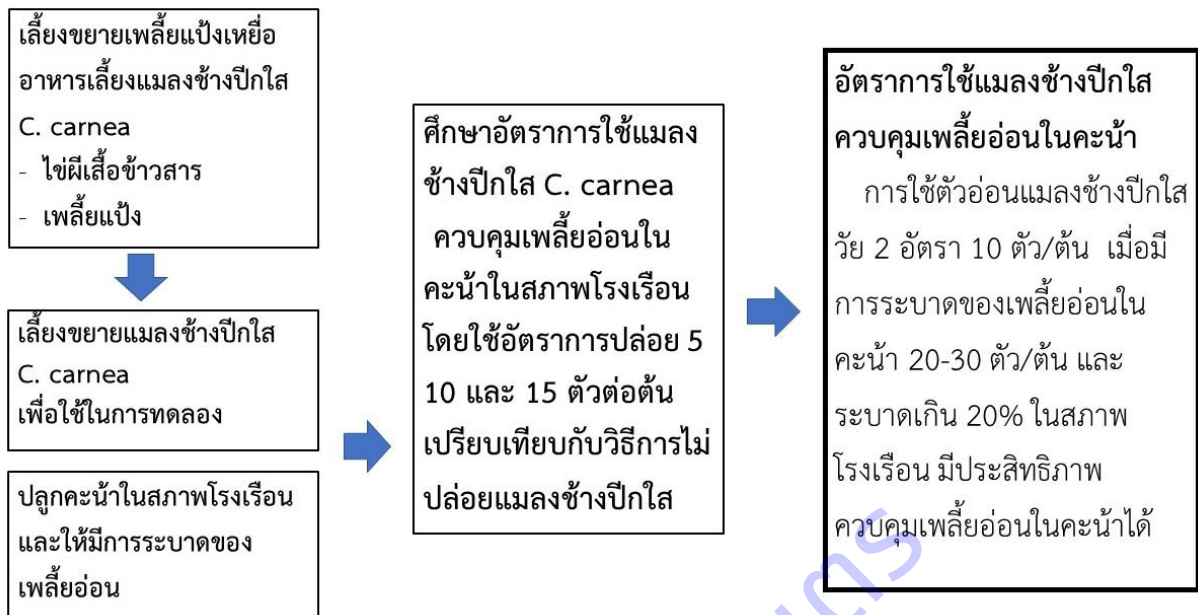 เลี้ยงขยายเพลี้ยแป้งเหยื่อ
อาหารเลี้ยงแมลงช้างปีกใส
C. carnea
- ไข่ผีเสื้อข้าวสาร
- เพลี้ยแป้ง
เลี้ยงขยายแมลงช้างปีกใส
C. carnea
เพื่อใช้ในการทดลอง
ปลูกคะน้าในสภาพโรงเรือน
และให้มีการระบาดของ
เพลี้ยอ่อน
ศึกษาอัตราการใช้แมลง
ช้างปีกใส C. carnea
ควบคุมเพลี้ยอ่อนใน
คะน้าในสภาพโรงเรือน
โดยใช้อัตราการปล่อย 5
10 และ 15 ตัวต่อต้น
เปรียบเทียบกับวิธีการไม่
ปล่อยแมลงช้างปีกใส
อัตราการใช้แมลงช้างปีกใส
ควบคุมเพลี้ยอ่อนในคะน้า
การใช้ตัวอ่อนแมลงช้างปีกใส
วัย 2 อัตรา 10 ตัว/ต้น เมื่อมี
การระบาดของเพลี้ยอ่อนใน
คะน้า 20-30 ตัว/ต้น และ
ระบาดเกิน 20% ในสภาพ
โรงเรือน มีประสิทธิภาพ
ควบคุมเพลี้ยอ่อนในคะน้าได้